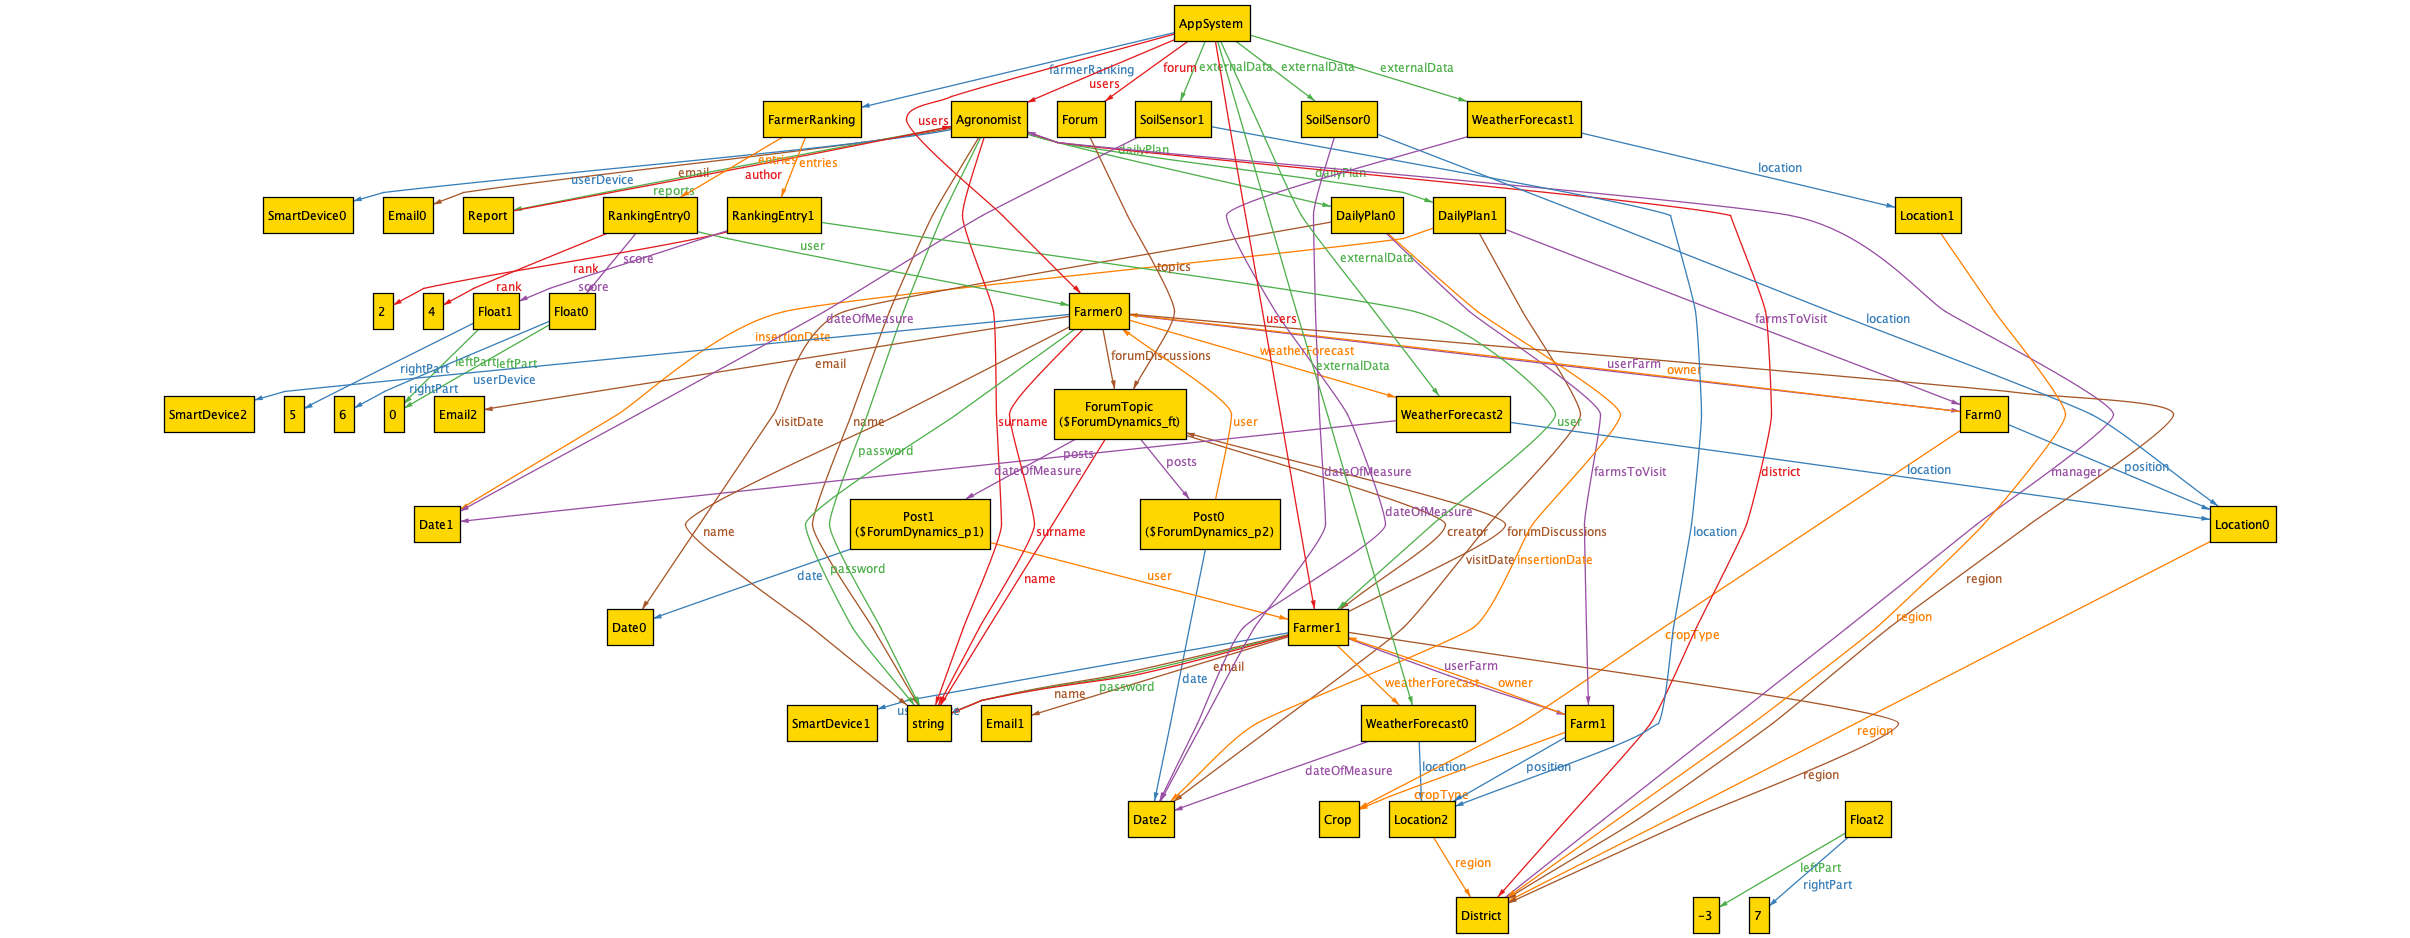 AppSystem
farmerRanking
users
forum
externalData
externalData
externalData
FarmerRanking
Agronomist
Forum
SoilSensor1
SoilSensor0
WeatherForecast1
users
dailyPlan
entries
entries
email
author
userDevice
reports
dailyPlan
location
SmartDevice0
Email0
Report
RankingEntry0
RankingEntry1
DailyPlan0
DailyPlan1
Location1
user
score
rank
topics
externalData
rank
score
2
4
Float1
Float0
Farmer0
dateOfMeasure
users
farmsToVisit
location
insertionDate
leftPart
leftPart
rightPart
rightPart
userDevice
email
forumDiscussions
weatherForecast
externalData
userFarm
owner
SmartDevice2
5
6
0
Email2
ForumTopic
($ForumDynamics_ft)
WeatherForecast2
Farm0
visitDate
name
surname
user
user
password
posts
posts
dateOfMeasure
dateOfMeasure
farmsToVisit
district
location
manager
position
Date1
Post1
($ForumDynamics_p1)
Post0
($ForumDynamics_p2)
dateOfMeasure
Location0
name
surname
creator
forumDiscussions
location
password
date
name
user
visitDate
insertionDate
region
Date0
Farmer1
region
cropType
email
userFarm
date
name
password
weatherForecast
owner
SmartDevice1
string
Email1
WeatherForecast0
Farm1
region
dateOfMeasure
location
position
region
cropType
Date2
Crop
Location2
Float2
region
leftPart
rightPart
District
-3
7